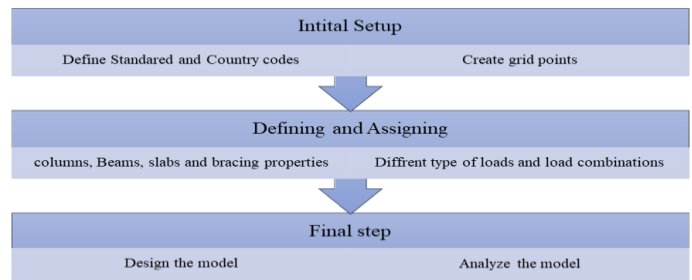 Intital Setup
Define Standared and Country codes
Create grid points
Defining and Assigning
columns, Beams, slabs and bracing properties
Diffrent type of loads and load combinations
Final step
Design the model
Analyze the model